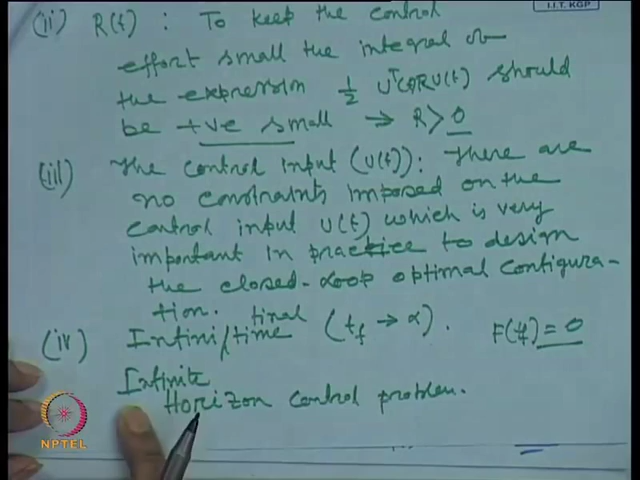 I.I.T. KGP
(ii) R(t) : To keep the control
effort small the integral or
the expression 1/2 Uᵀ(t)RU(t) should
be +ve small → R > 0
(iii) The control input (U(t)): There are
no constraints imposed on the
control input U(t) which is very
important in practice to design
the closed-loop optimal configura-
tion. final
(iv) Infini/time (t_f → α). F(t_f) = 0
Infinite
Horizon control problem.
NPTEL